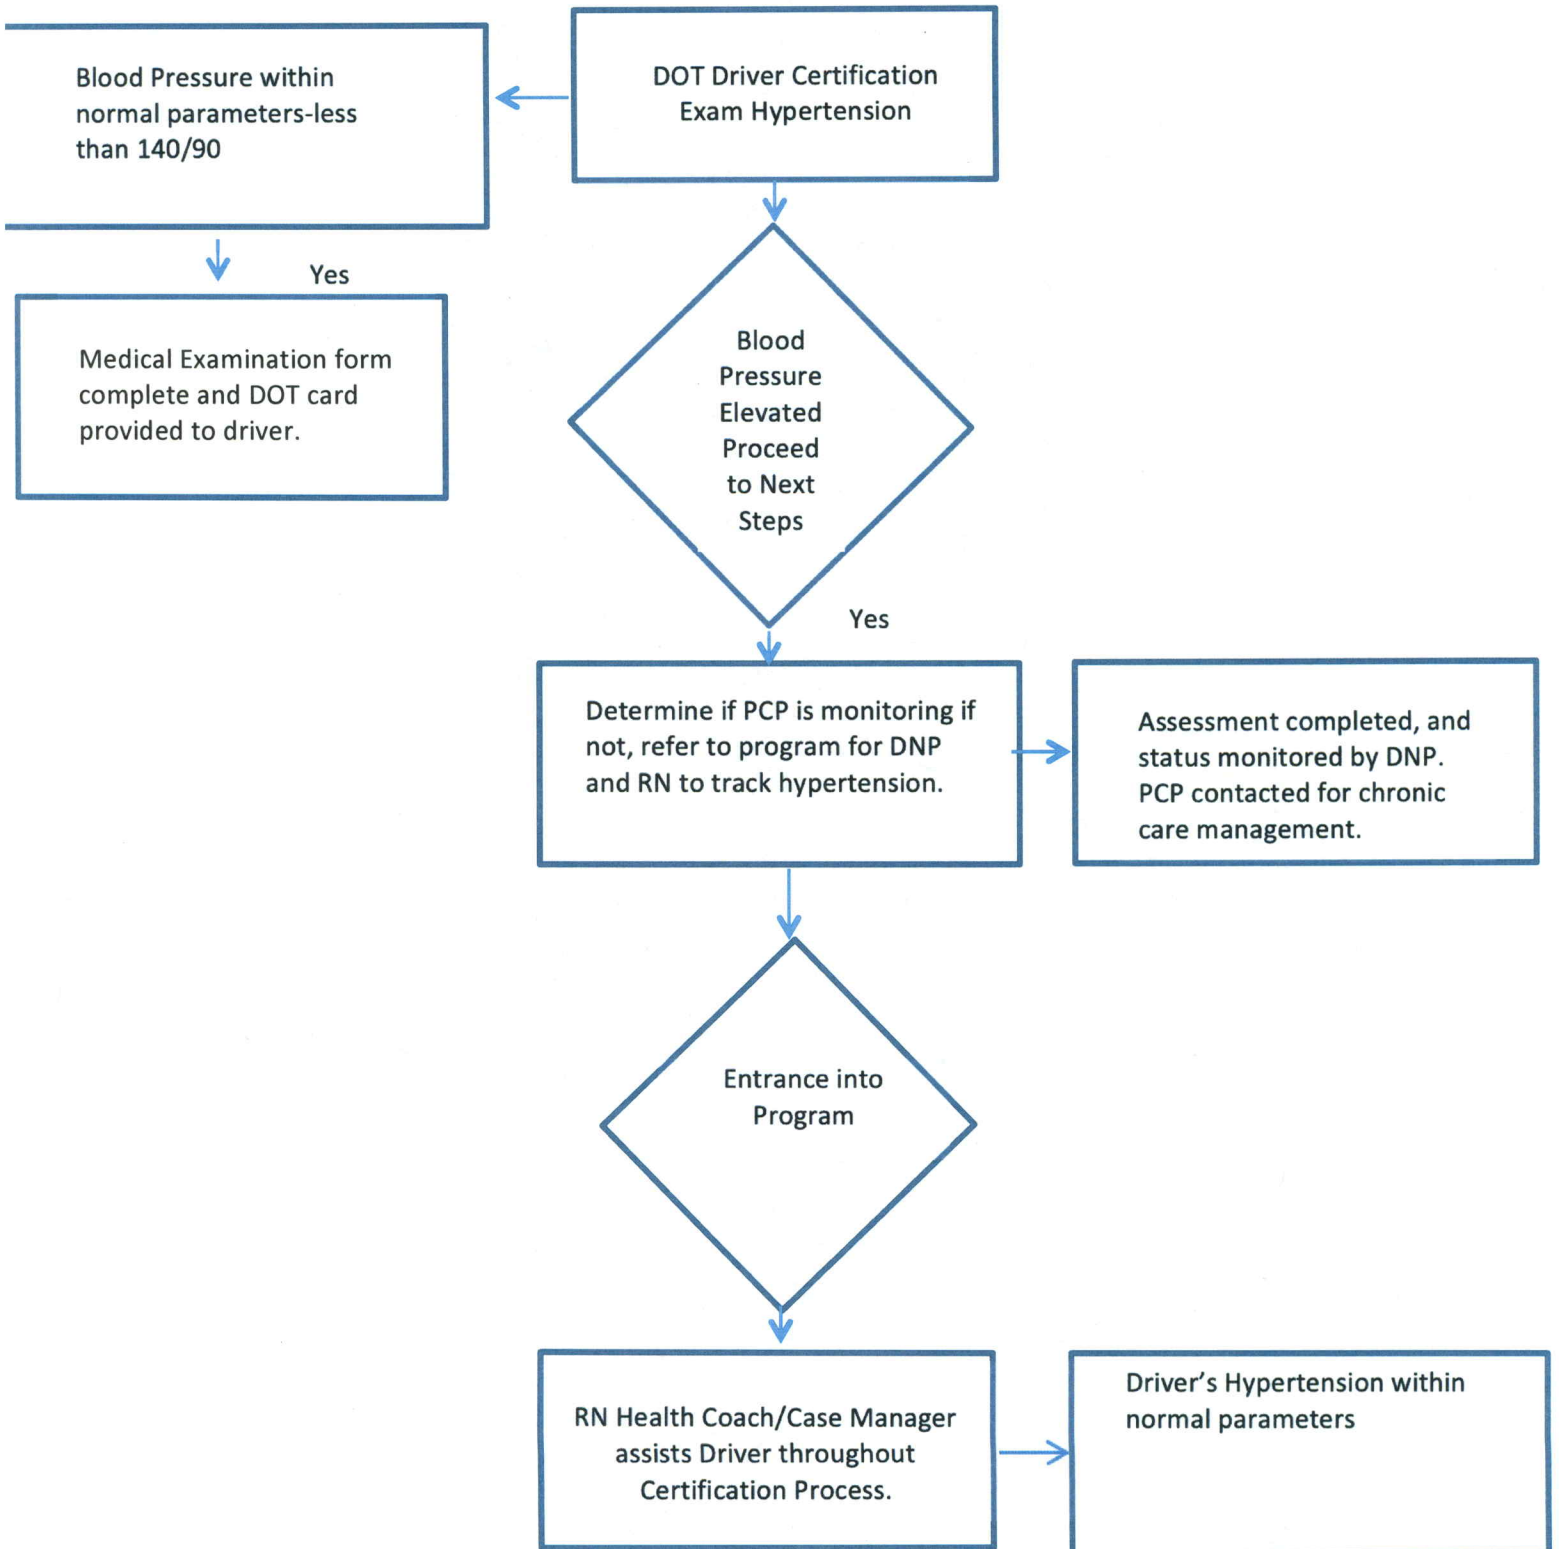 Blood Pressure within
normal parameters-less
than 140/90
DOT Driver Certification
Exam Hypertension
Yes
Medical Examination form
complete and DOT card
provided to driver.
Blood
Pressure
Elevated
Proceed
to Next
Steps
Yes
Determine if PCP is monitoring if
not, refer to program for DNP
and RN to track hypertension.
Assessment completed, and
status monitored by DNP.
PCP contacted for chronic
care management.
Entrance into
Program
RN Health Coach/Case Manager
assists Driver throughout
Certification Process.
Driver's Hypertension within
normal parameters